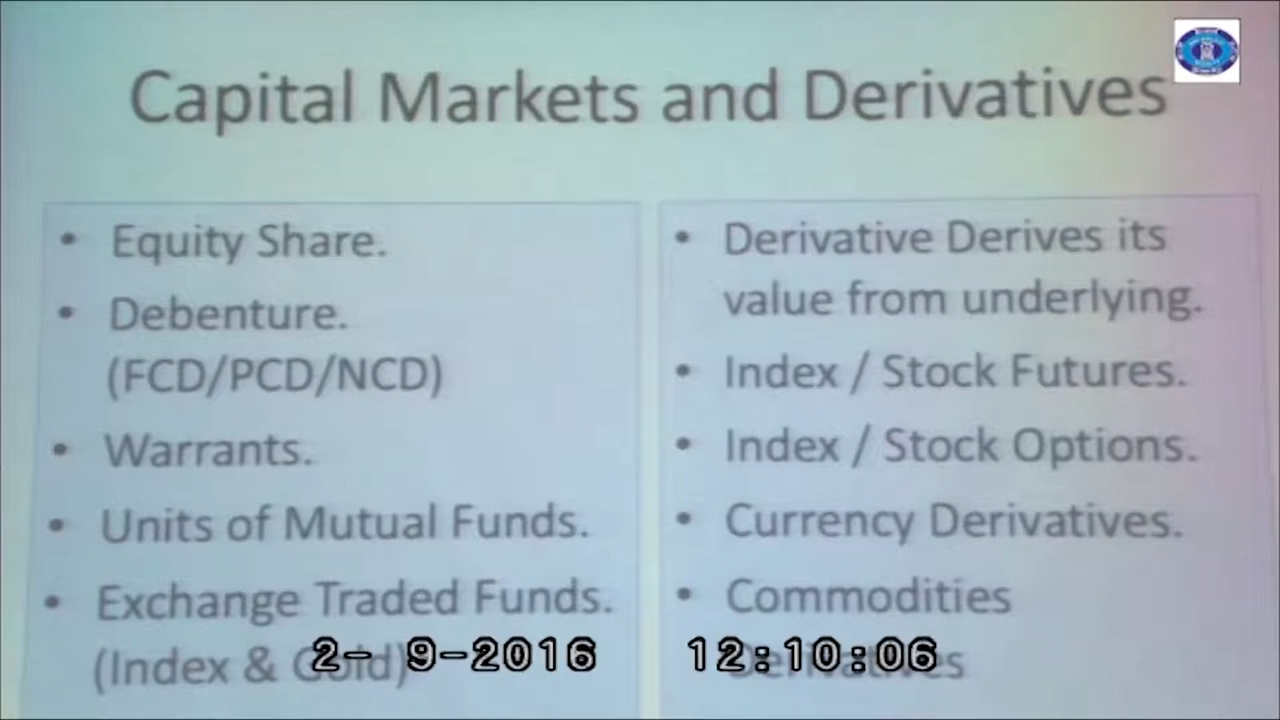 Capital Markets and Derivatives
• Equity Share.
• Debenture.
(FCD/PCD/NCD)
• Warrants.
• Units of Mutual Funds.
• Exchange Traded Funds.
(Index & Gold)
• Derivative Derives its
value from underlying.
• Index / Stock Futures.
• Index / Stock Options.
• Currency Derivatives.
• Commodities
Derivatives
2- 9-2016 12:10:06